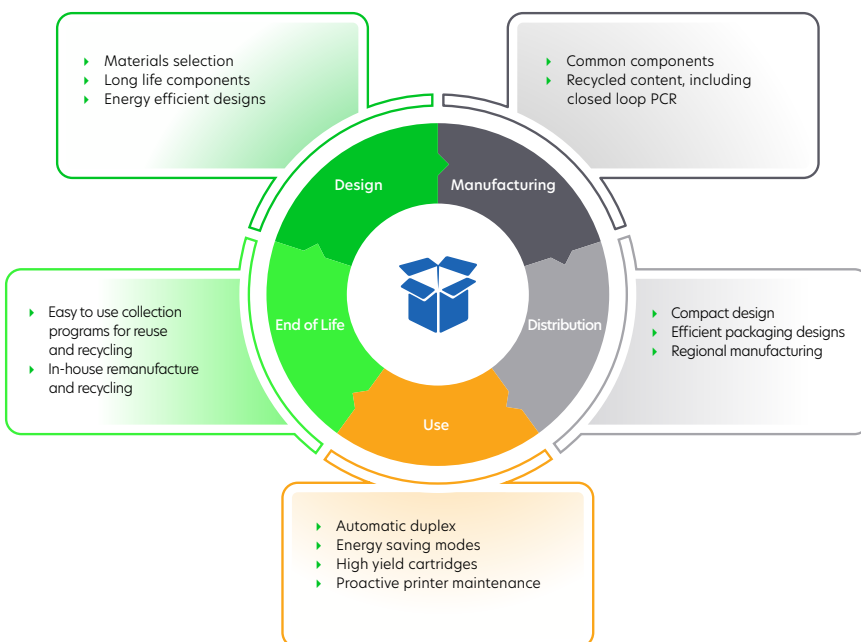 Materials selection
Long life components
Energy efficient designs
Common components
Recycled content, including
closed loop PCR
Design
Manufacturing
Easy to use collection
programs for reuse
and recycling
In-house remanufacture
and recycling
End of Life
Distribution
Compact design
Efficient packaging designs
Regional manufacturing
Use
Automatic duplex
Energy saving modes
High yield cartridges
Proactive printer maintenance